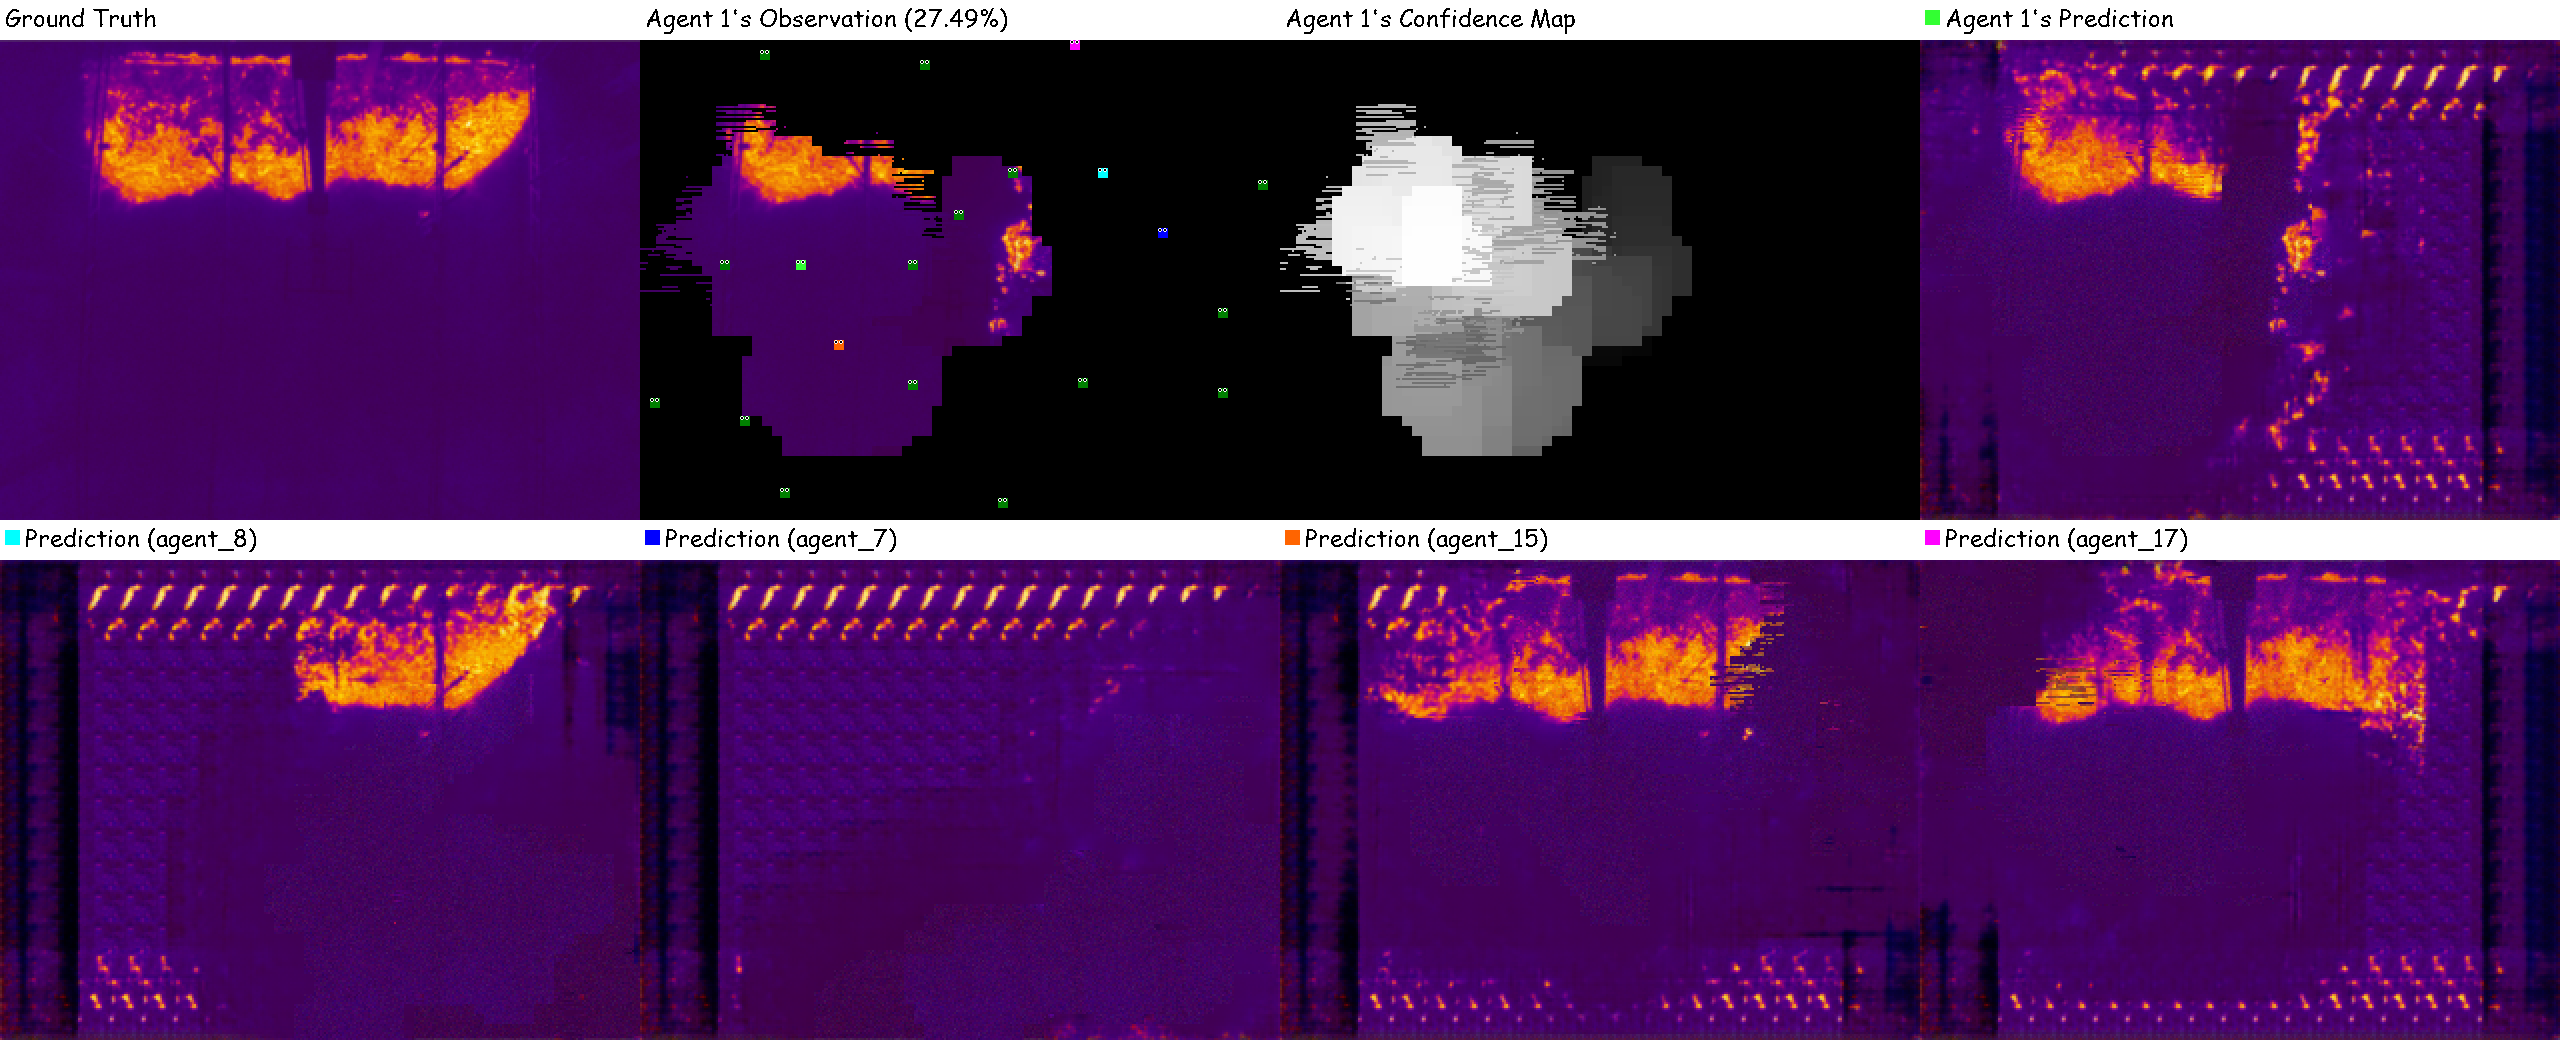 Ground Truth
Agent 1's Observation (27.49%)
Agent 1's Confidence Map
Agent 1's Prediction
Prediction (agent_8)
Prediction (agent_7)
Prediction (agent_15)
Prediction (agent_17)